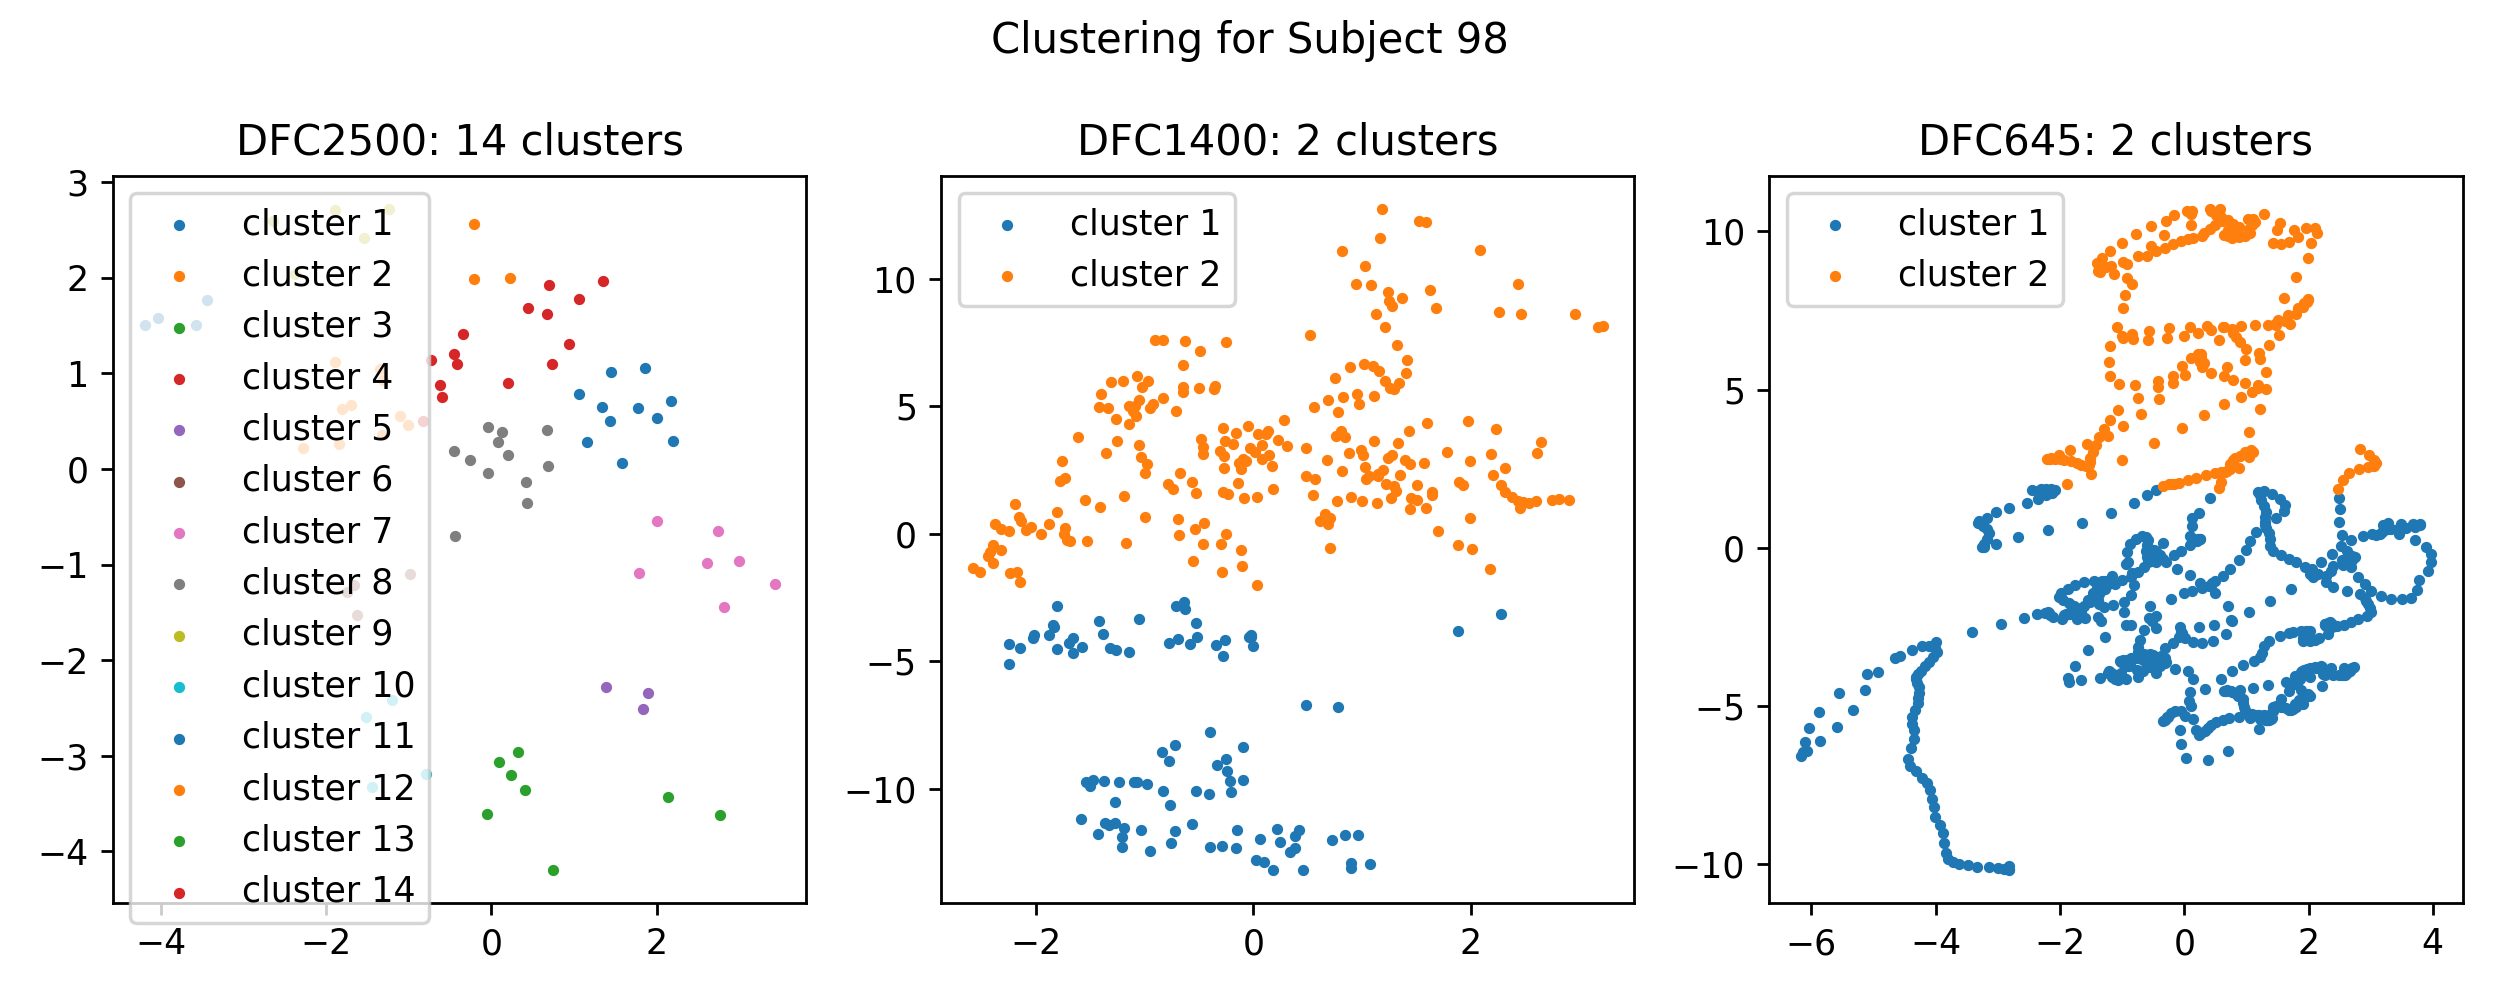 Clustering for Subject 98
DFC2500: 14 clusters
3
2
1
0
−1
−2
−3
−4
−4
−2
0
2
cluster 1
cluster 2
cluster 3
cluster 4
cluster 5
cluster 6
cluster 7
cluster 8
cluster 9
cluster 10
cluster 11
cluster 12
cluster 13
cluster 14
DFC1400: 2 clusters
10
5
0
−5
−10
−2
0
2
cluster 1
cluster 2
DFC645: 2 clusters
10
5
0
−5
−10
−6
−4
−2
0
2
4
cluster 1
cluster 2